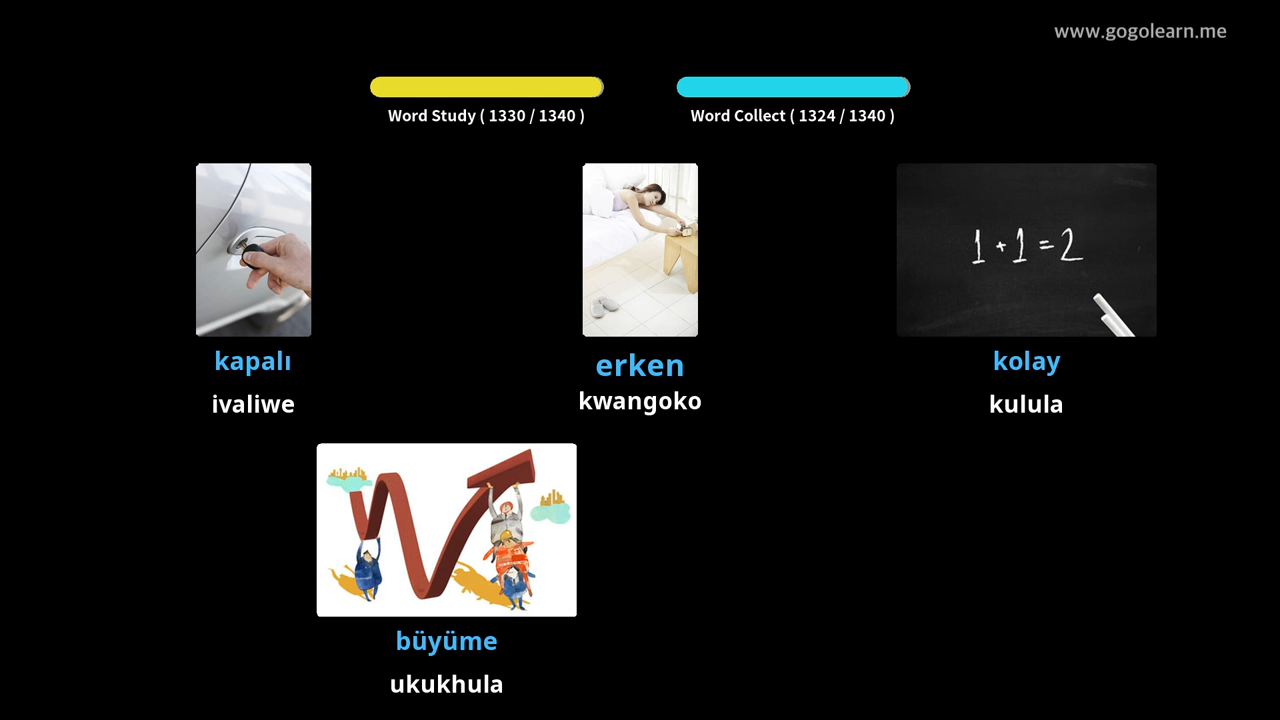 www.gogolearn.me
Word Study ( 1330 / 1340 )
Word Collect ( 1324 / 1340 )
1 + 1 = 2
kapalı
erken
kolay
ivaliwe
kwangoko
kulula
büyüme
ukukhula